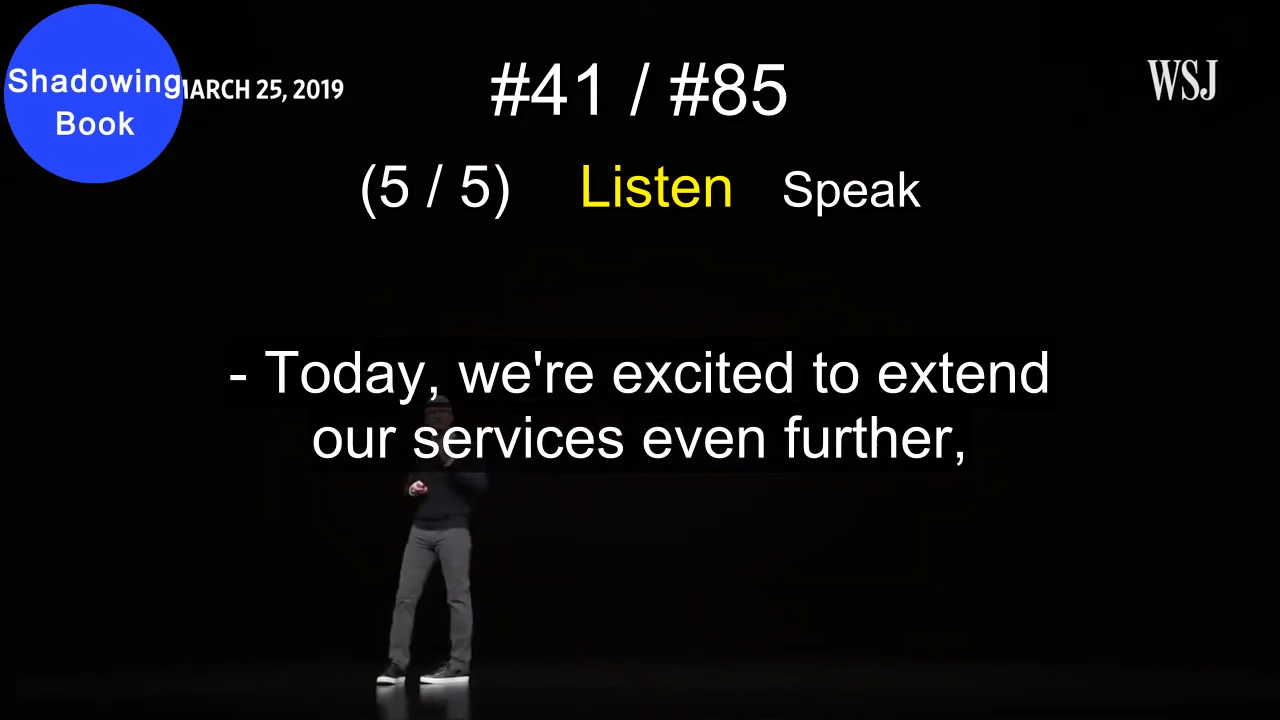 Shadowing
Book
MARCH 25, 2019
#41 / #85
WSJ
(5 / 5) Listen Speak
- Today, we're excited to extend
our services even further,